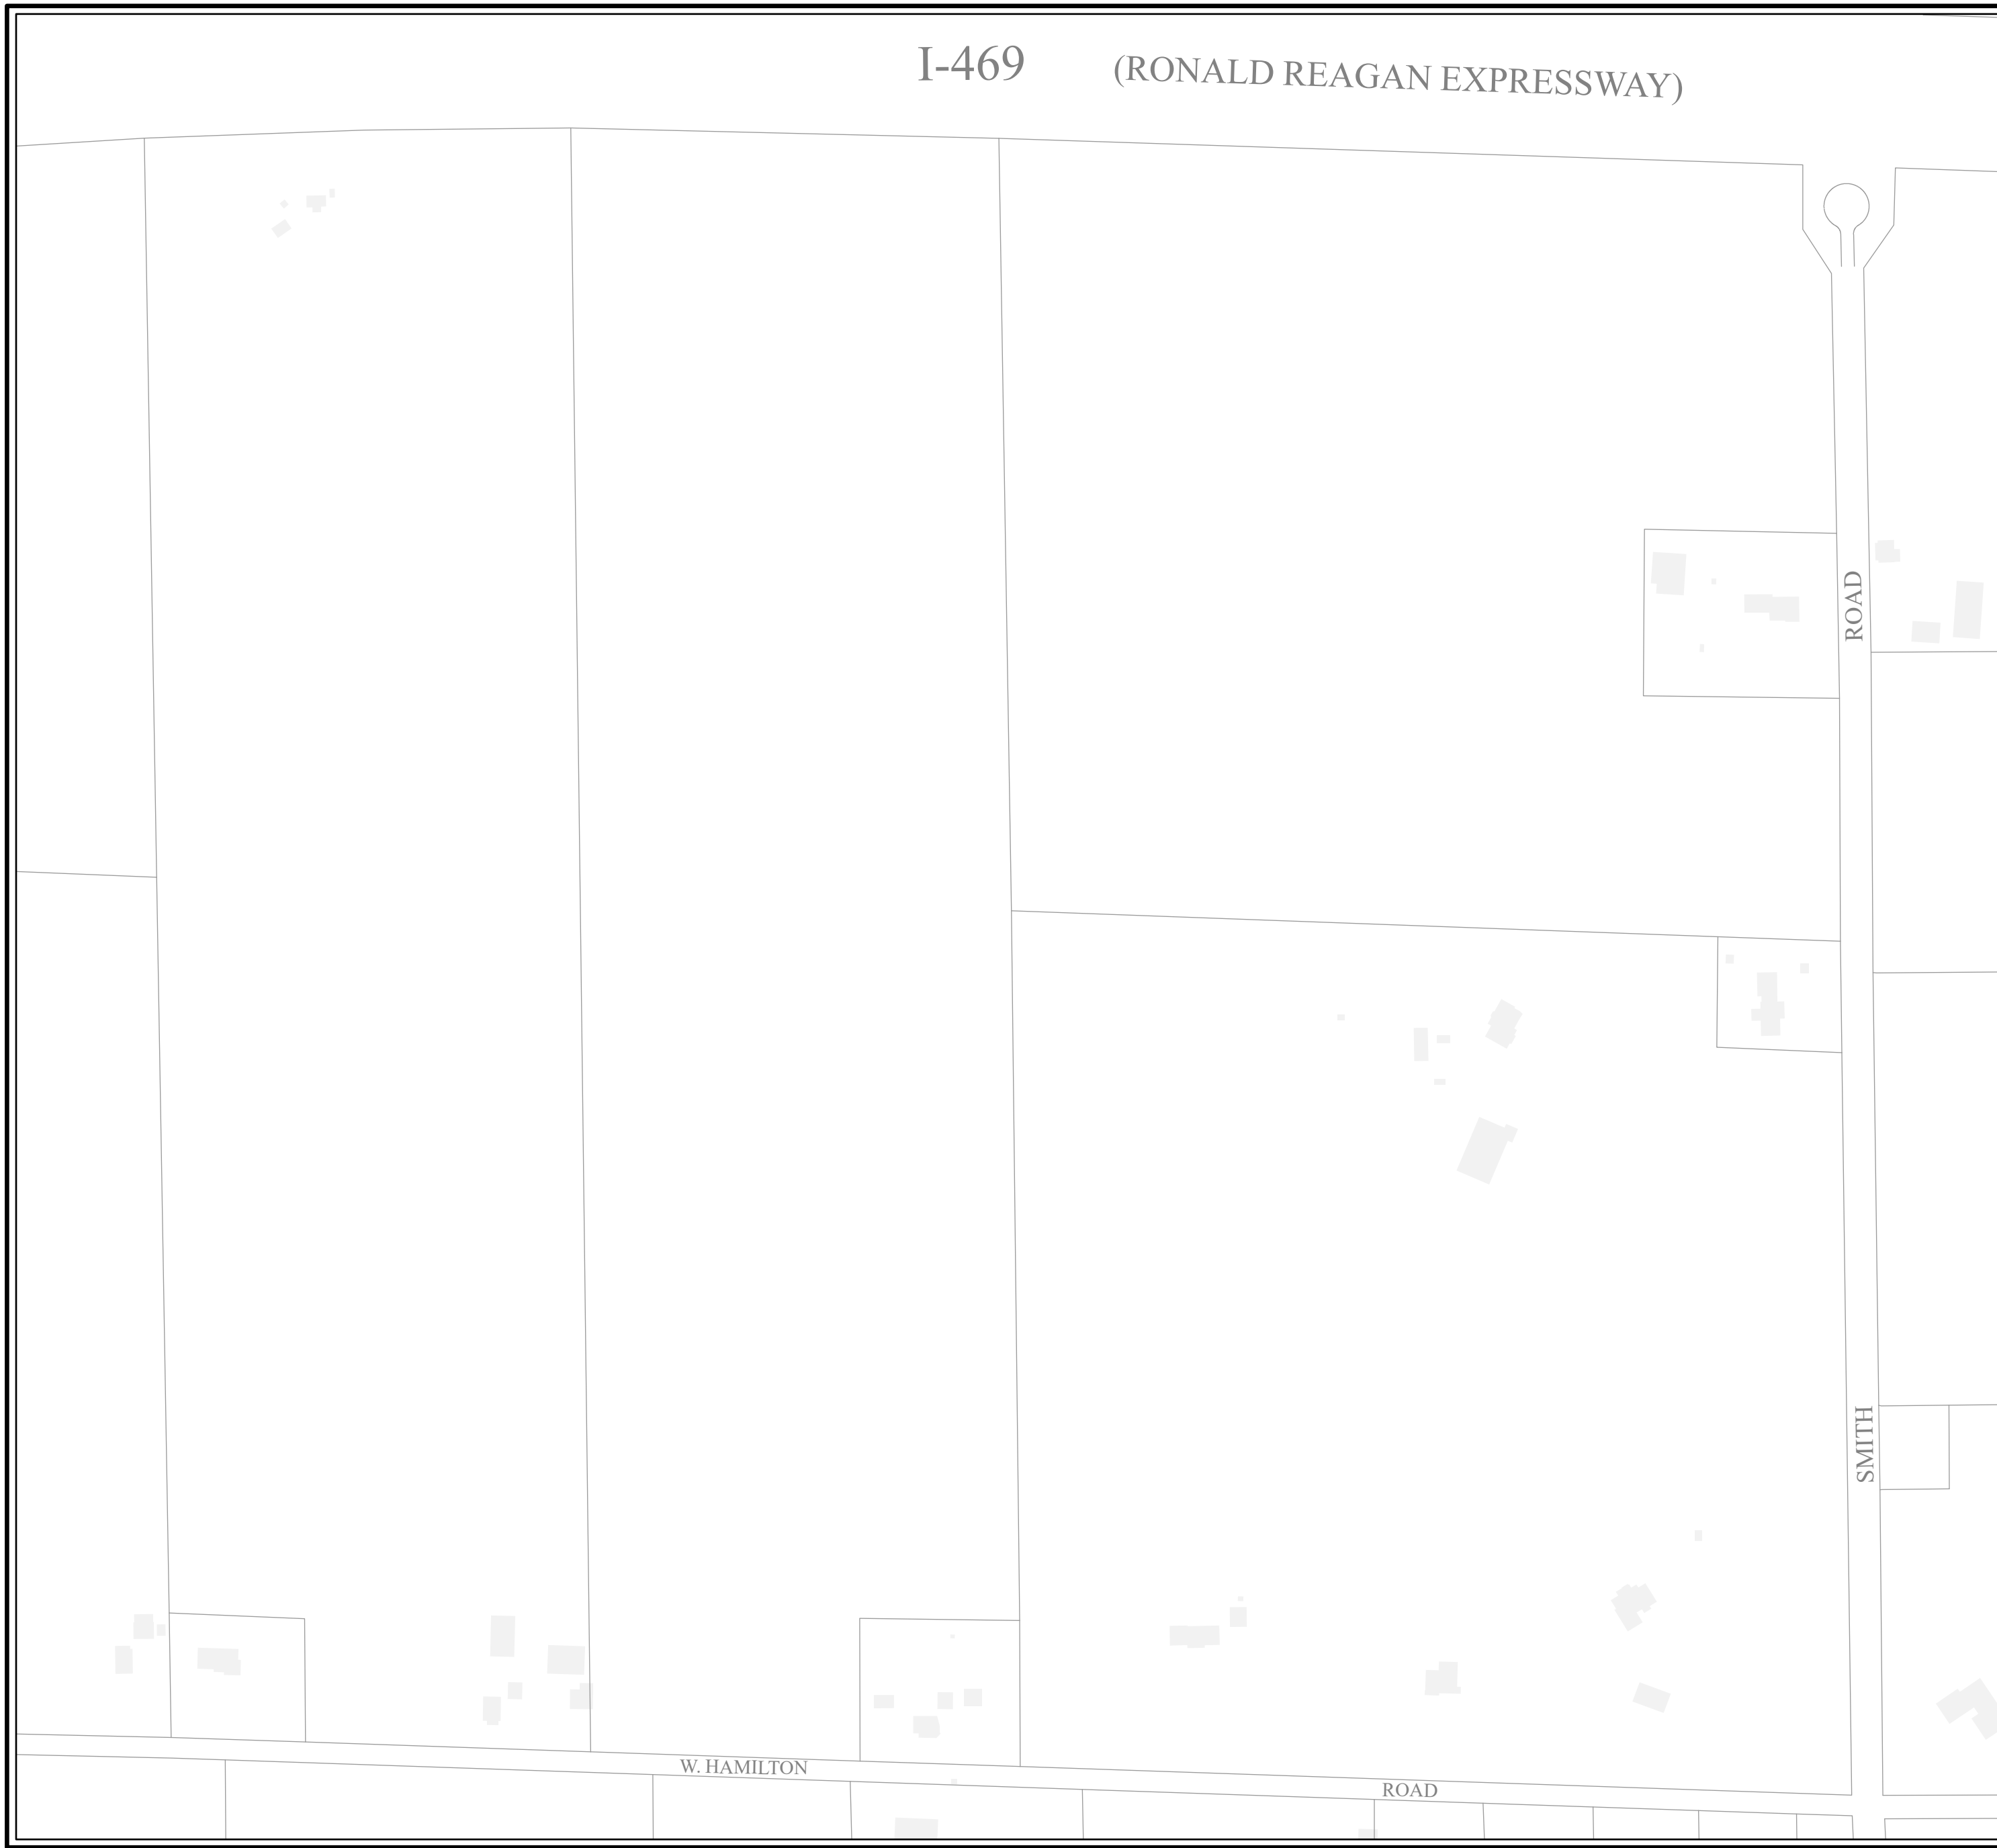 I-469 (RONALD REAGAN EXPRESSWAY)
ROAD
SMITH
W. HAMILTON
ROAD